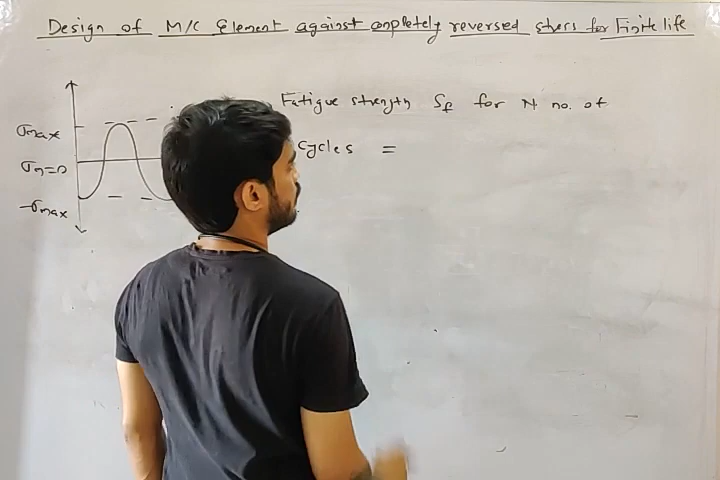 Design of M/C Element against completely reversed stress for Finite life
Fatigue strength Sf for N no. of
cycles =
σmax
σm=0
-σmax